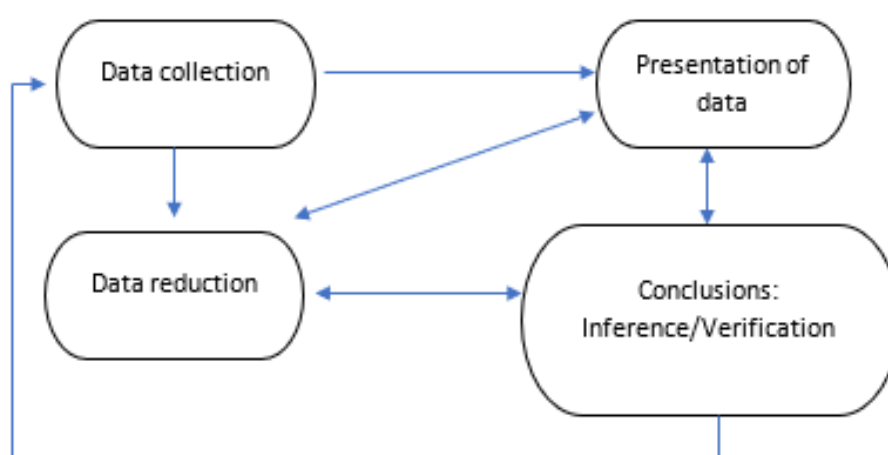 Data collection
Presentation of
data
Data reduction
Conclusions:
Inference/Verification